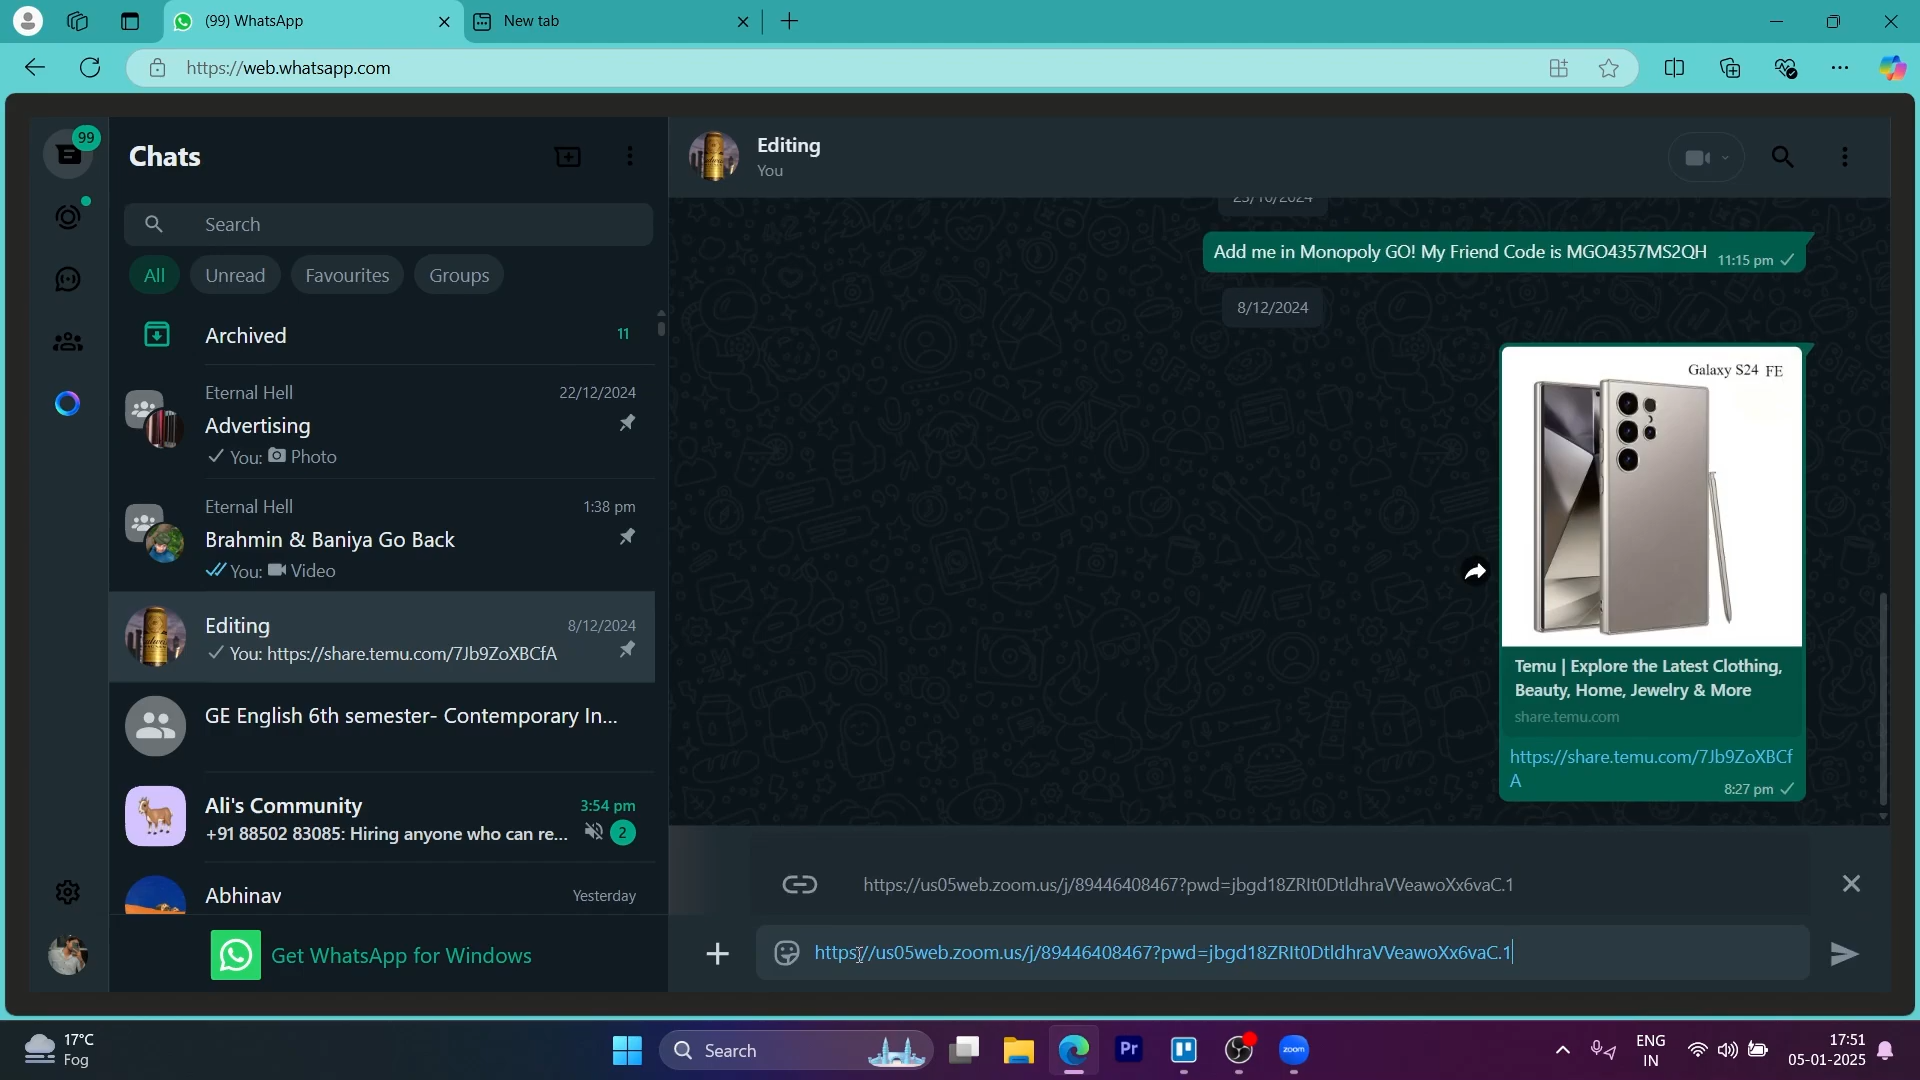 (99) WhatsApp
New tab
https://web.whatsapp.com
99
Chats
Search
All
Unread
Favourites
Groups
Archived
11
Eternal Hell
22/12/2024
Advertising
You: Photo
Eternal Hell
1:38 pm
Brahmin & Baniya Go Back
You: Video
Editing
8/12/2024
You: https://share.temu.com/7Jb9ZoXBCfA
GE English 6th semester- Contemporary In...
Ali's Community
3:54 pm
+91 88502 83085: Hiring anyone who can re...
2
Abhinav
Yesterday
Get WhatsApp for Windows
Editing
You
23/10/2024
Add me in Monopoly GO! My Friend Code is MGO4357MS2QH
11:15 pm
8/12/2024
Galaxy S24 FE
Temu | Explore the Latest Clothing,
Beauty, Home, Jewelry & More
share.temu.com
https://share.temu.com/7Jb9ZoXBCf
A
8:27 pm
https://us05web.zoom.us/j/89446408467?pwd=jbgd18ZRIt0DtldhraVVeawoXx6vaC.1
https://us05web.zoom.us/j/89446408467?pwd=jbgd18ZRIt0DtldhraVVeawoXx6vaC.1
17°C
Fog
Search
Pr
zoom
ENG
IN
17:51
05-01-2025